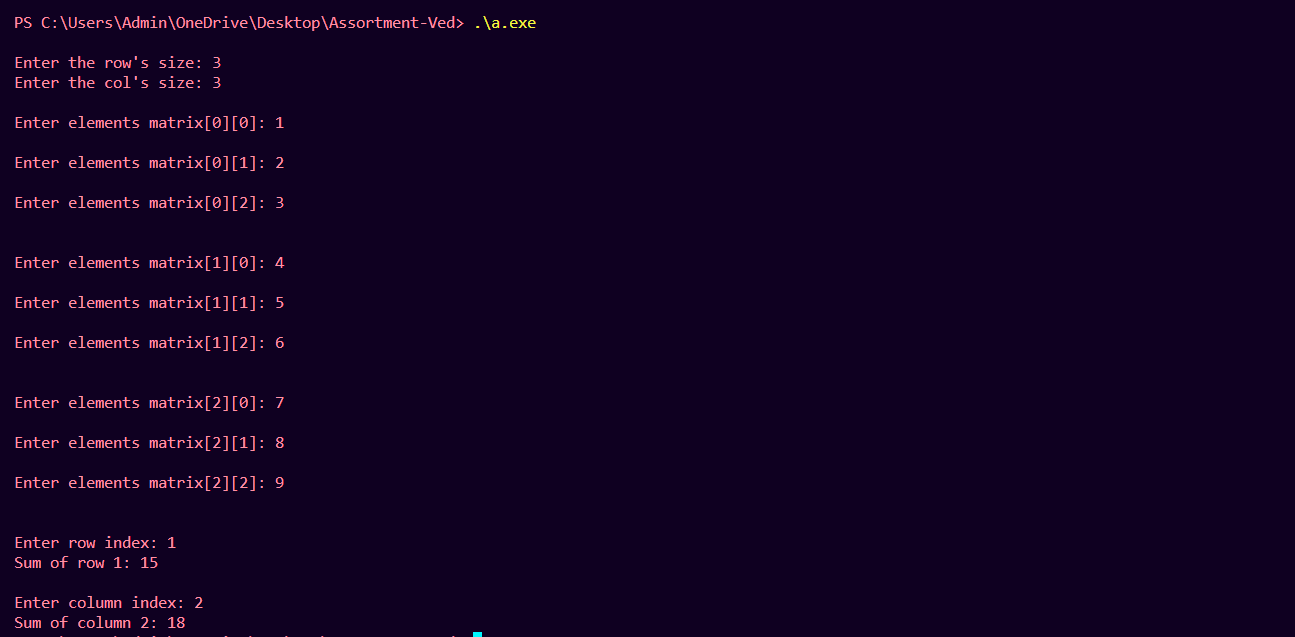 PS C:\Users\Admin\OneDrive\Desktop\Assortment-Ved> .\a.exe
Enter the row's size: 3
Enter the col's size: 3
Enter elements matrix[0][0]: 1
Enter elements matrix[0][1]: 2
Enter elements matrix[0][2]: 3
Enter elements matrix[1][0]: 4
Enter elements matrix[1][1]: 5
Enter elements matrix[1][2]: 6
Enter elements matrix[2][0]: 7
Enter elements matrix[2][1]: 8
Enter elements matrix[2][2]: 9
Enter row index: 1
Sum of row 1: 15
Enter column index: 2
Sum of column 2: 18